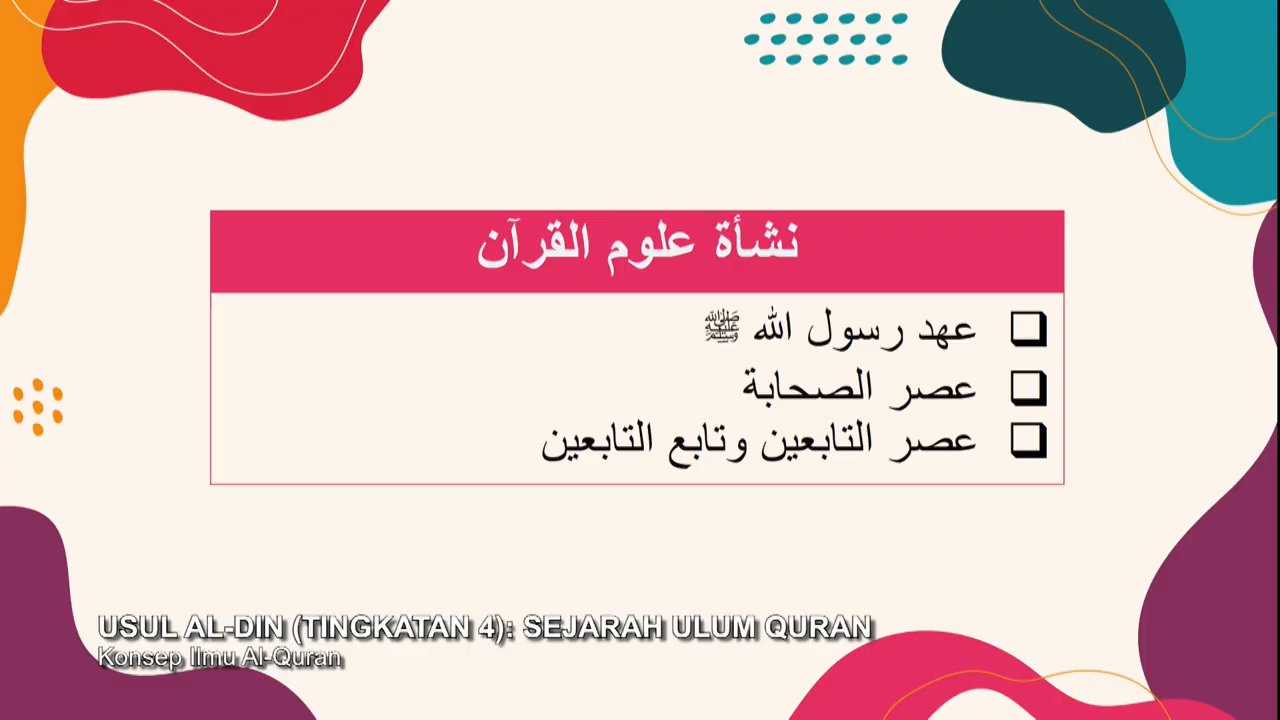 نشأة علوم القرآن
عهد رسول الله ﷺ
عصر الصحابة
عصر التابعين وتابع التابعين
USUL AL-DIN (TINGKATAN 4): SEJARAH ULUM QURAN
Konsep Ilmu Al-Quran